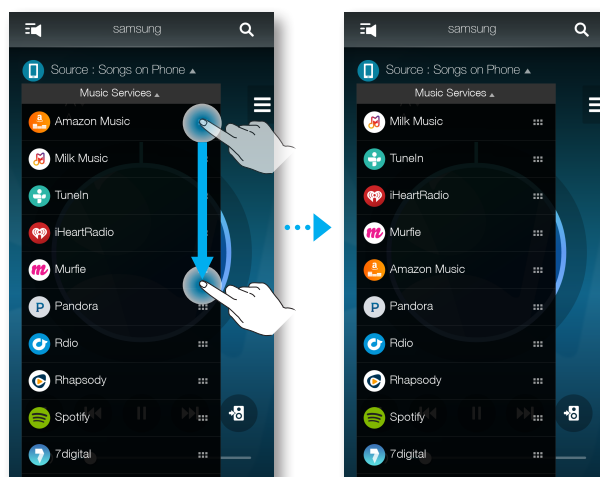 samsung
Source : Songs on Phone
Music Services
Amazon Music
Milk Music
TuneIn
iHeartRadio
Murfie
Pandora
Rdio
Rhapsody
Spotify
7digital
samsung
Source : Songs on Phone
Music Services
Milk Music
TuneIn
iHeartRadio
Murfie
Amazon Music
Pandora
Rdio
Rhapsody
Spotify
7digital